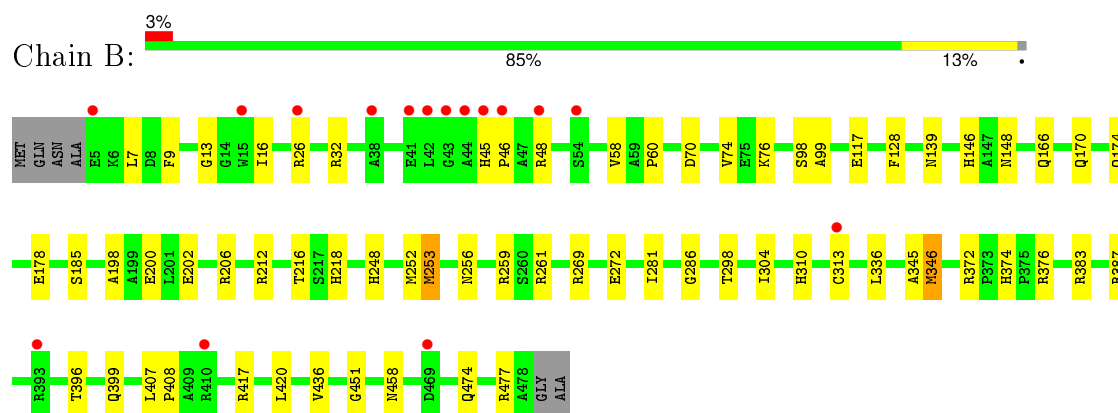 3%
Chain B:
85%
13%
MET GLN ASN ALA E5 K6 L7 D8 F9 G13 G14 W15 I16 R26 R32 A38 E41 L42 G43 A44 H45 P46 A47 R48 S54 V58 A59 P60 D70 V74 E75 K76 S98 A99 E117 F128 N139 H146 A147 N148 Q166 Q170
E178 S185 A198 A199 E200 L201 E202 R206 R212 T216 S217 H218 H248 M252 M253 N256 R259 S260 R261 R269 E272 I281 G286 T298 I304 H310 C313 L336 A345 M346 R372 P373 H374 P375 R376 R383
R393 T396 Q399 L407 P408 A409 R410 R417 L420 V436 G451 N458 D469 Q474 R477 A478 GLY ALA